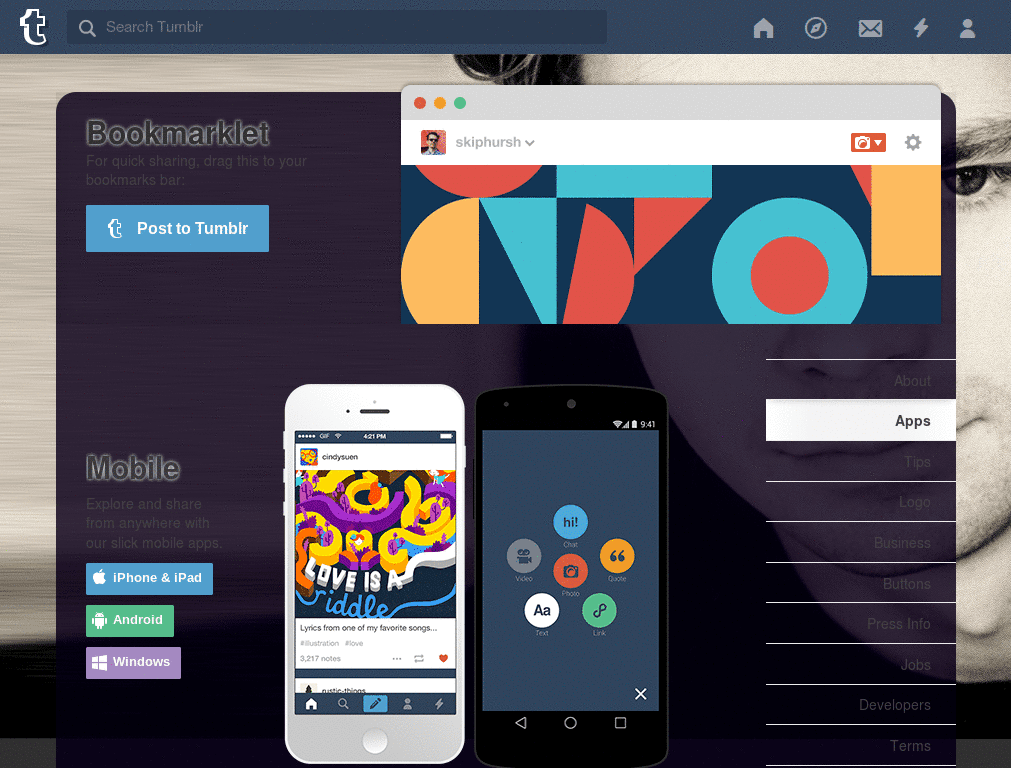 Search Tumblr
Bookmarklet
For quick sharing, drag this to your
bookmarks bar:
Post to Tumblr
skiphursh
About
Apps
Tips
Logo
Business
Buttons
Press Info
Jobs
Developers
Terms
Mobile
Explore and share
from anywhere with
our slick mobile apps.
iPhone & iPad
Android
Windows
GIF 4:21 PM
cindysuen
LOVE IS A
riddle
Lyrics from one of my favorite songs...
#illustration #love
3,217 notes
rustic-things
9:41
hi!
Chat
Video
Photo
Quote
Aa
Text
Link